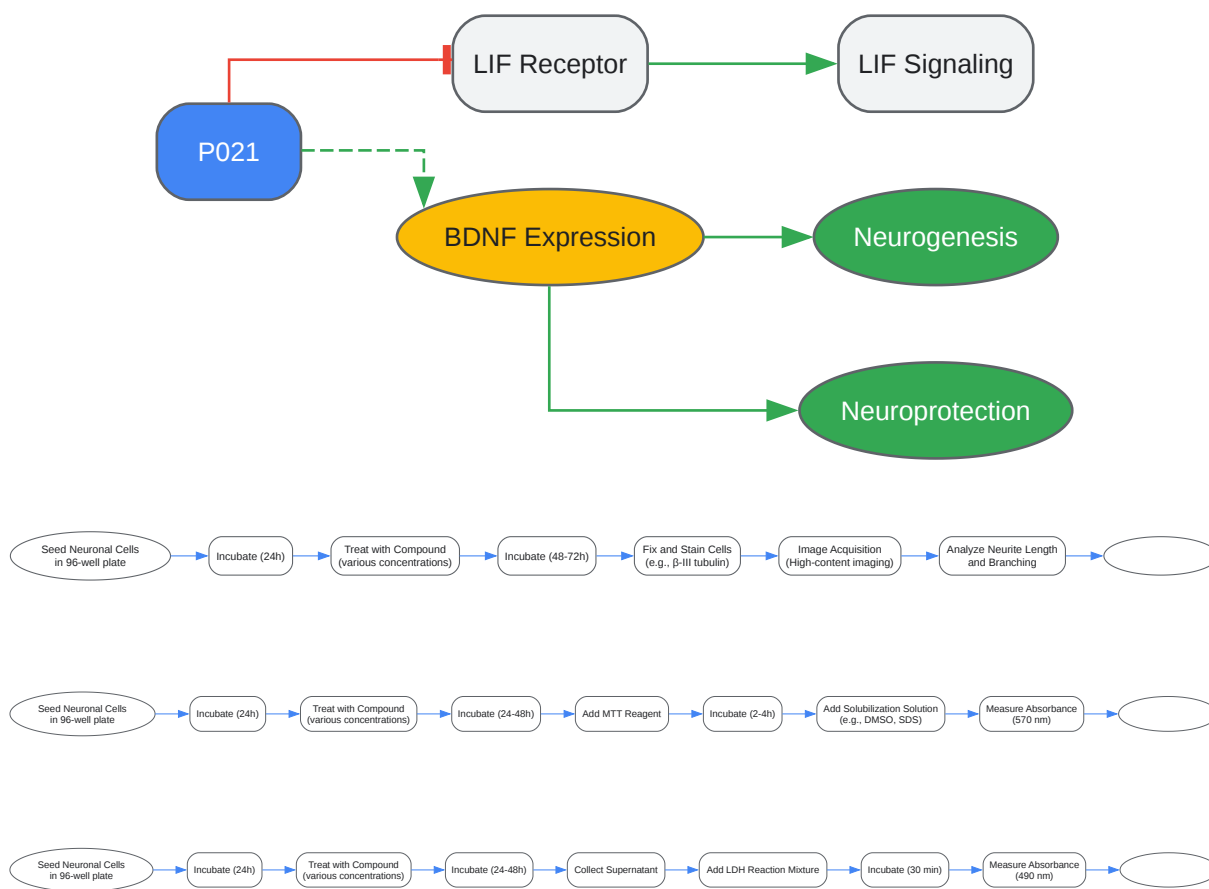 LIF Receptor
LIF Signaling
P021
BDNF Expression
Neurogenesis
Neuroprotection
Seed Neuronal Cells
in 96-well plate
Incubate (24h)
Treat with Compound
(various concentrations)
Incubate (48-72h)
Fix and Stain Cells
(e.g., β-III tubulin)
Image Acquisition
(High-content imaging)
Analyze Neurite Length
and Branching
Seed Neuronal Cells
in 96-well plate
Incubate (24h)
Treat with Compound
(various concentrations)
Incubate (24-48h)
Add MTT Reagent
Incubate (2-4h)
Add Solubilization Solution
(e.g., DMSO, SDS)
Measure Absorbance
(570 nm)
Seed Neuronal Cells
in 96-well plate
Incubate (24h)
Treat with Compound
(various concentrations)
Incubate (24-48h)
Collect Supernatant
Add LDH Reaction Mixture
Incubate (30 min)
Measure Absorbance
(490 nm)